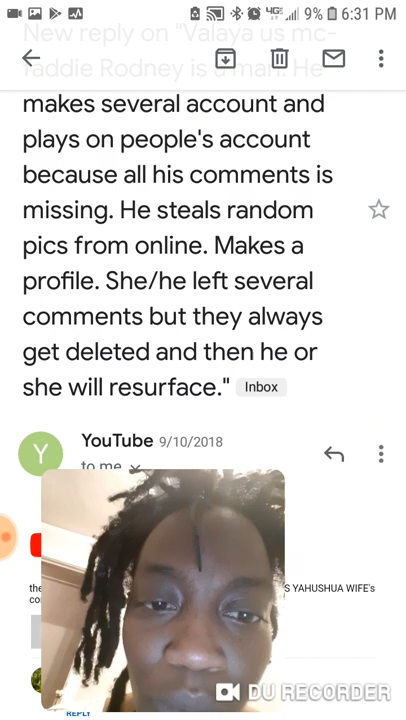 9% 6:31 PM
New reply on "Valaya us mc-
faddie Rodney is a man. He
makes several account and
plays on people's account
because all his comments is
missing. He steals random
pics from online. Makes a
profile. She/he left several
comments but they always
get deleted and then he or
she will resurface." Inbox
Y
YouTube 9/10/2018
to me
the
S YAHUSHUA WIFE's
co
DU RECORDER
REPLY